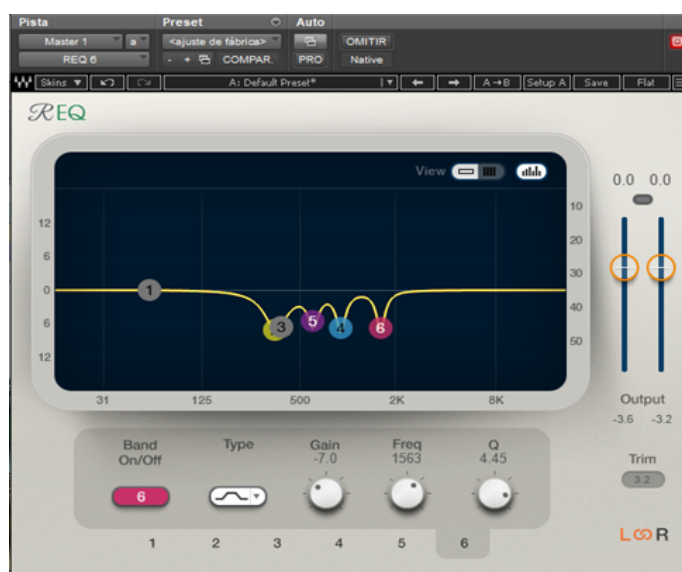 Pista Preset Auto
Master 1 a <ajuste de fábrica> OMITIR
REQ 6 - + COMPAR. PRO Native
Skins A: Default Preset* A→B Setup A Save Flat
REQ
View
0.0 0.0
12 10
6 20
0 1 30
6 3 5 4 6 40
12 50
31 125 500 2K 8K
Output
-3.6 -3.2
Band On/Off Type Gain Freq Q
-7.0 1563 4.45
Trim
6 3.2
1 2 3 4 5 6
L R